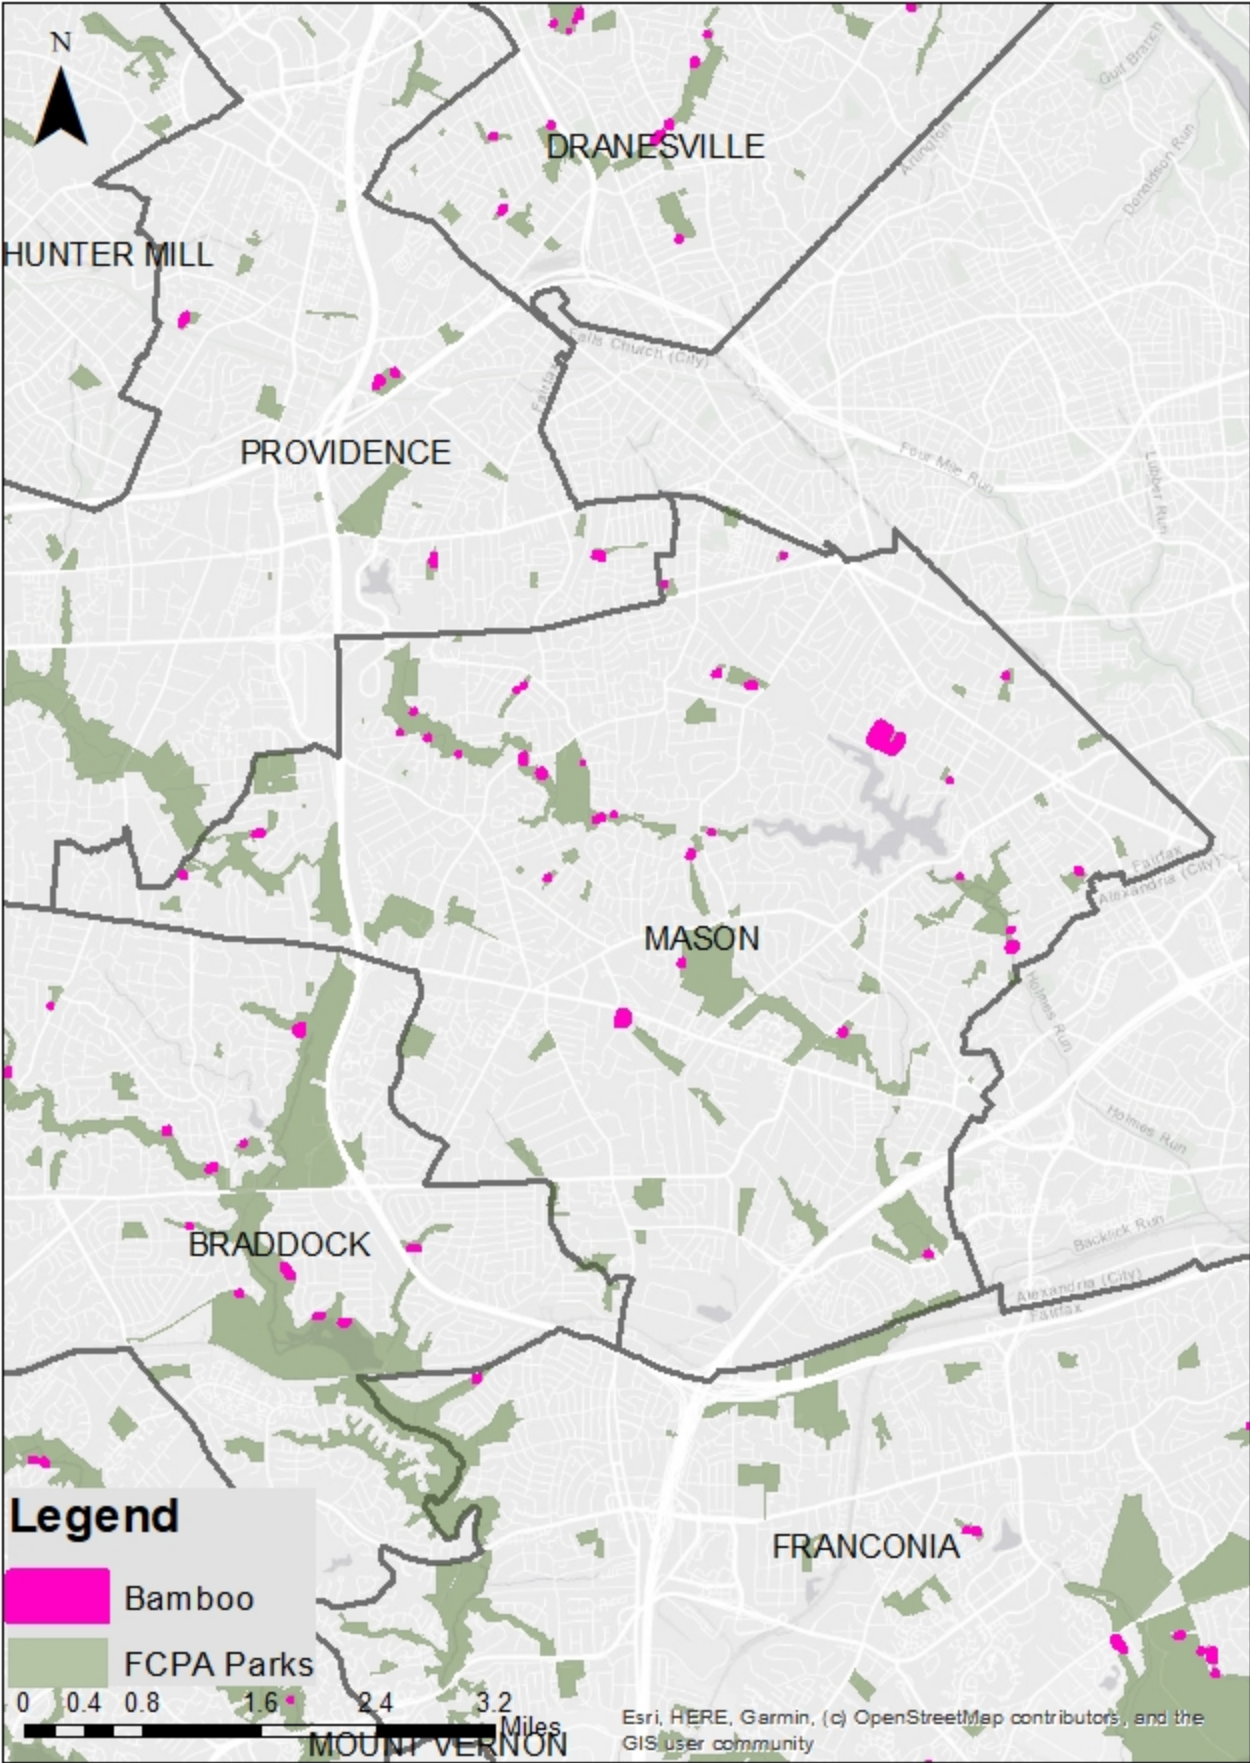 N
Gulf Branch
DRANESVILLE
Arlington
Donaldson Run
HUNTER MILL
Falls Church (City)
Fairfax
PROVIDENCE
Four Mile Run
Lubber Run
Fairfax
Alexandria (City)
MASON
Holmes Run
Holmes Run
BRADDOCK
Backlick Run
Alexandria (City)
Fairfax
FRANCONIA
Legend
Bamboo
FCPA Parks
0 0.4 0.8 1.6 2.4 3.2
Miles
MOUNT VERNON
Esri, HERE, Garmin, (c) OpenStreetMap contributors, and the
GIS user community